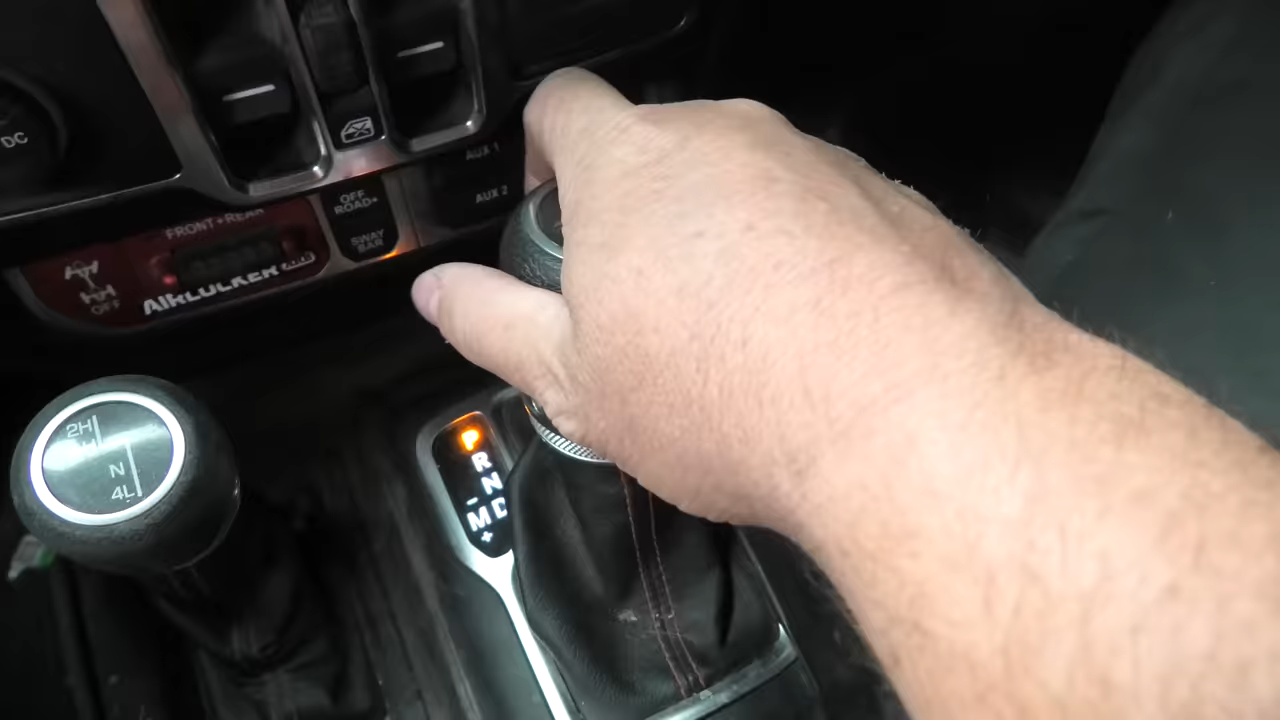 DC
AUX 1
AUX 2
OFF
ROAD+
SWAY
BAR
FRONT+REAR
OFF
AIRLOCKER
2H
N
4L
P
R
N
- D
M
+